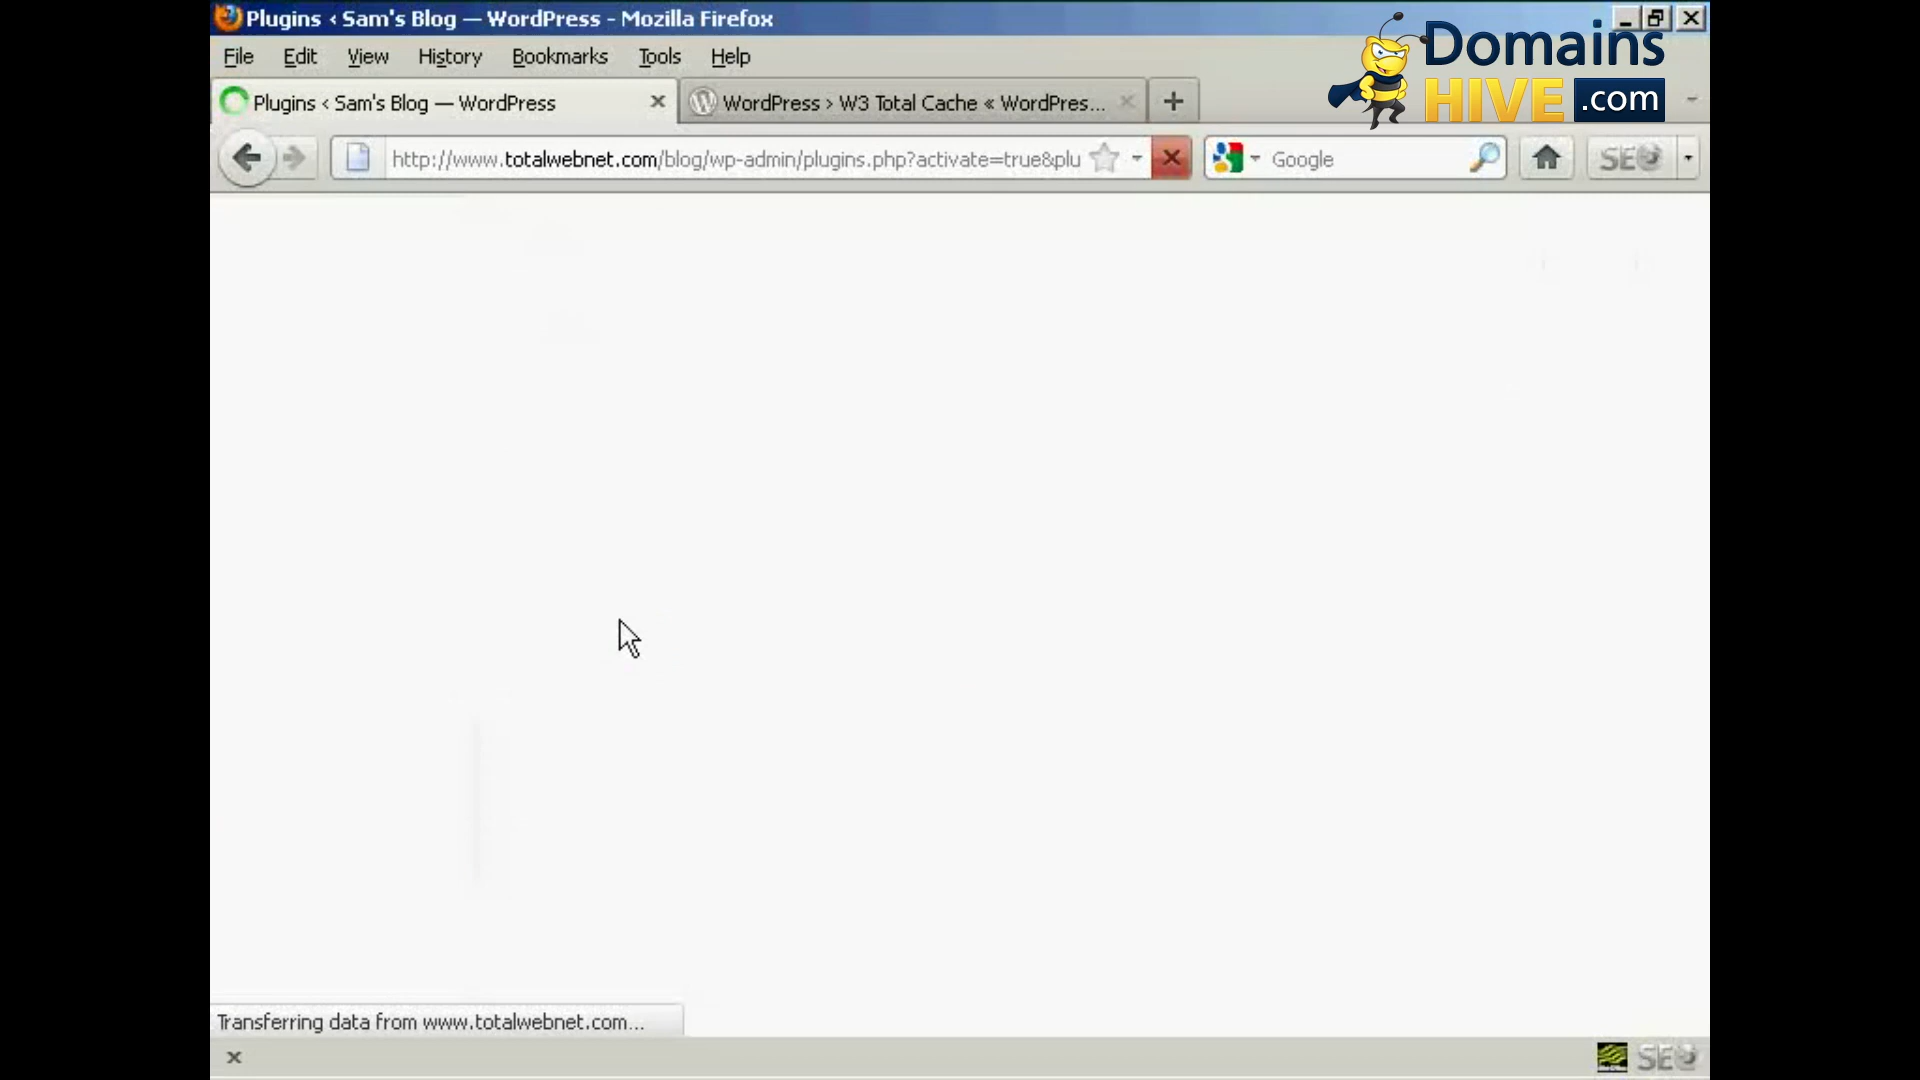 Plugins ‹ Sam's Blog — WordPress - Mozilla Firefox
File Edit View History Bookmarks Tools Help
Domains
HIVE.com
Plugins ‹ Sam's Blog — WordPress
WordPress › W3 Total Cache « WordPres...
http://www.totalwebnet.com/blog/wp-admin/plugins.php?activate=true&plu
Google
SEO
Transferring data from www.totalwebnet.com...
SEO